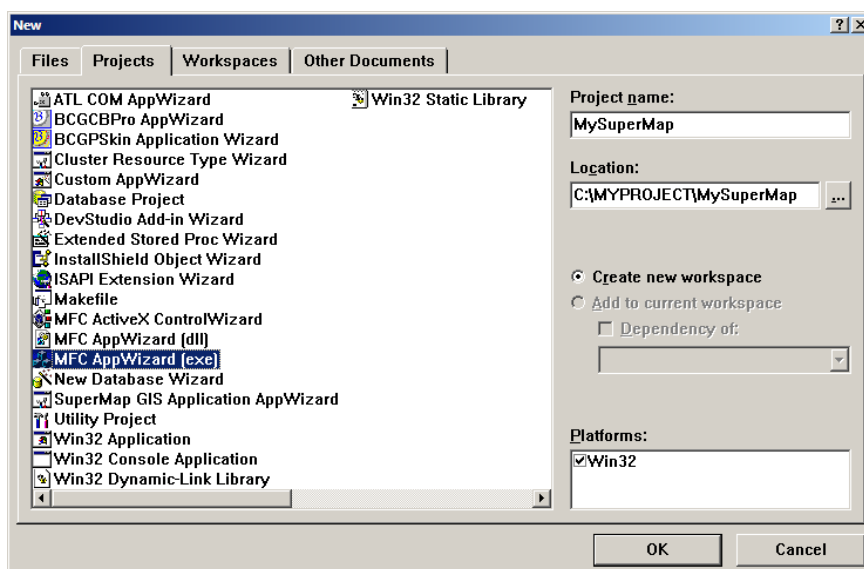 New
Files
Projects
Workspaces
Other Documents
ATL COM AppWizard
BCGCBPro AppWizard
BCGPSkin Application Wizard
Cluster Resource Type Wizard
Custom AppWizard
Database Project
DevStudio Add-in Wizard
Extended Stored Proc Wizard
InstallShield Object Wizard
ISAPI Extension Wizard
Makefile
MFC ActiveX ControlWizard
MFC AppWizard (dll)
MFC AppWizard (exe)
New Database Wizard
SuperMap GIS Application AppWizard
Utility Project
Win32 Application
Win32 Console Application
Win32 Dynamic-Link Library
Win32 Static Library
Project name:
MySuperMap
Location:
C:\MYPROJECT\MySuperMap
...
Create new workspace
Add to current workspace
Dependency of:
Platforms:
Win32
OK
Cancel